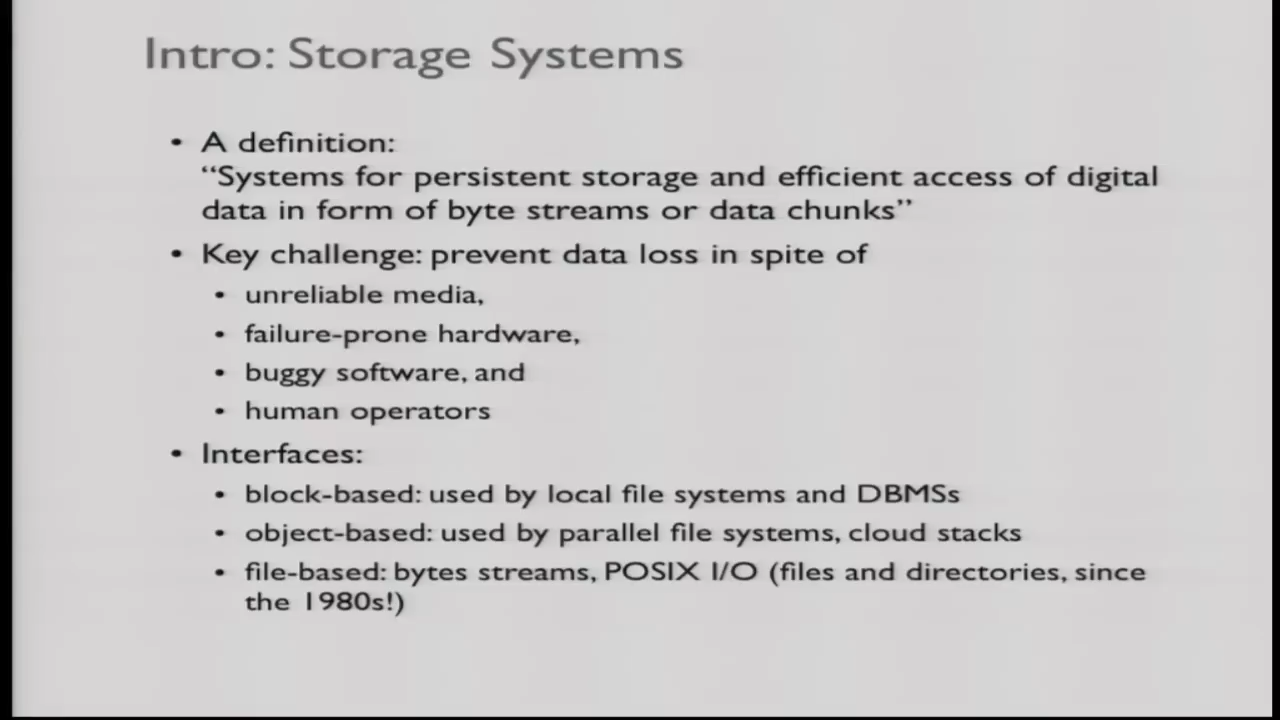 Intro: Storage Systems
• A definition:
“Systems for persistent storage and efficient access of digital
data in form of byte streams or data chunks”
• Key challenge: prevent data loss in spite of
• unreliable media,
• failure-prone hardware,
• buggy software, and
• human operators
• Interfaces:
• block-based: used by local file systems and DBMSs
• object-based: used by parallel file systems, cloud stacks
• file-based: bytes streams, POSIX I/O (files and directories, since
the 1980s!)